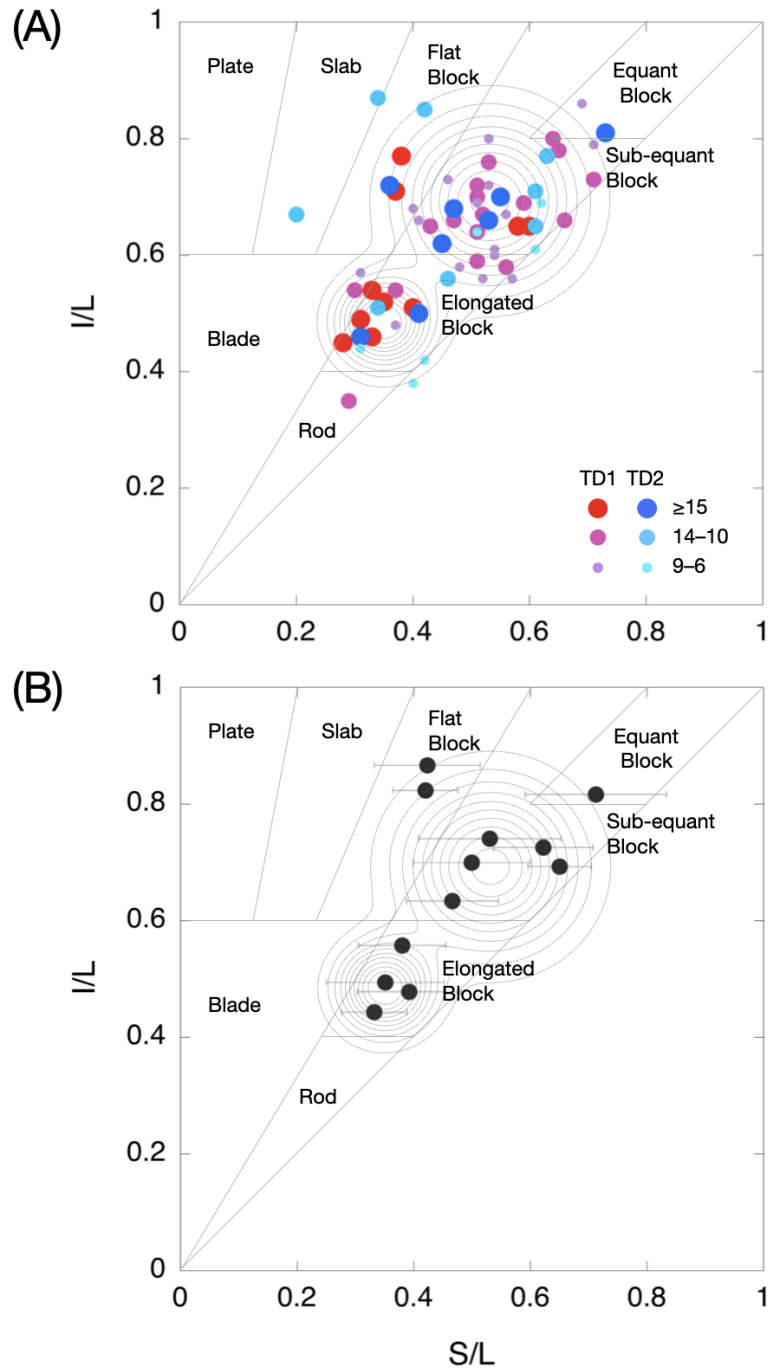 (A)
1
Plate
Slab
Flat
Block
Equant
Block
0.8
Sub-equant
Block
0.6
I/L
Elongated
Block
Blade
0.4
Rod
0.2
TD1 TD2
≥15
14–10
9–6
0
0 0.2 0.4 0.6 0.8 1
(B)
1
Plate
Slab
Flat
Block
Equant
Block
0.8
Sub-equant
Block
0.6
I/L
Elongated
Block
Blade
0.4
Rod
0.2
0
0 0.2 0.4 0.6 0.8 1
S/L